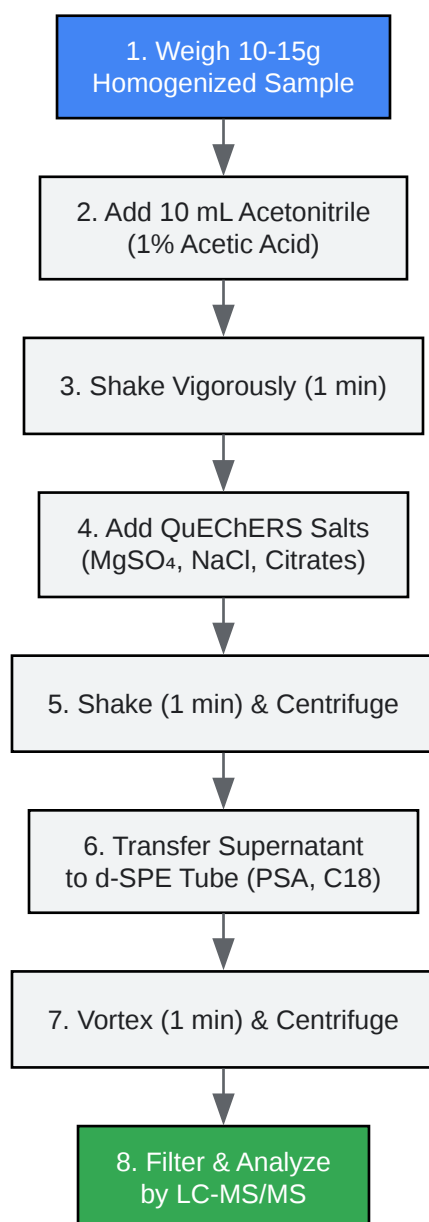 1. Weigh 10-15g
Homogenized Sample
2. Add 10 mL Acetonitrile
(1% Acetic Acid)
3. Shake Vigorously (1 min)
4. Add QuEChERS Salts
(MgSO₄, NaCl, Citrates)
5. Shake (1 min) & Centrifuge
6. Transfer Supernatant
to d-SPE Tube (PSA, C18)
7. Vortex (1 min) & Centrifuge
8. Filter & Analyze
by LC-MS/MS